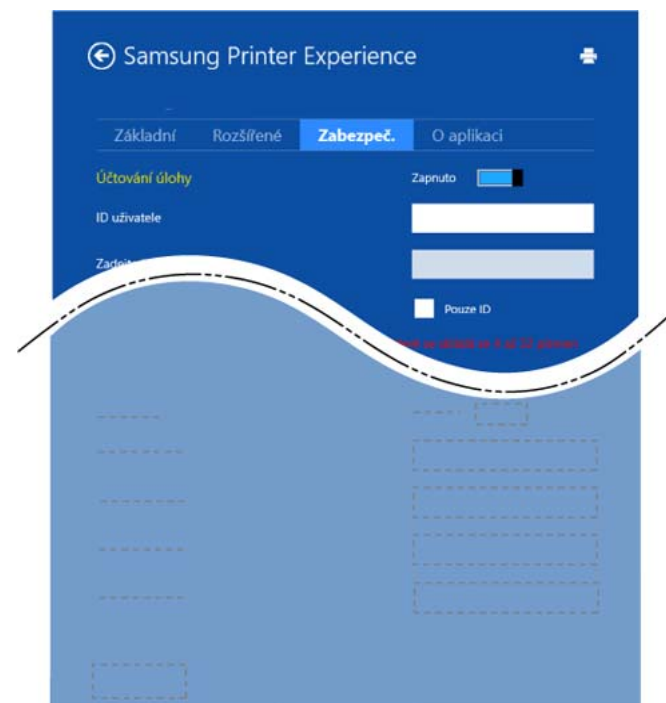 Samsung Printer Experience
Základní Rozšířené Zabezpeč. O aplikaci
Účtování úlohy Zapnuto
ID uživatele
Pouze ID